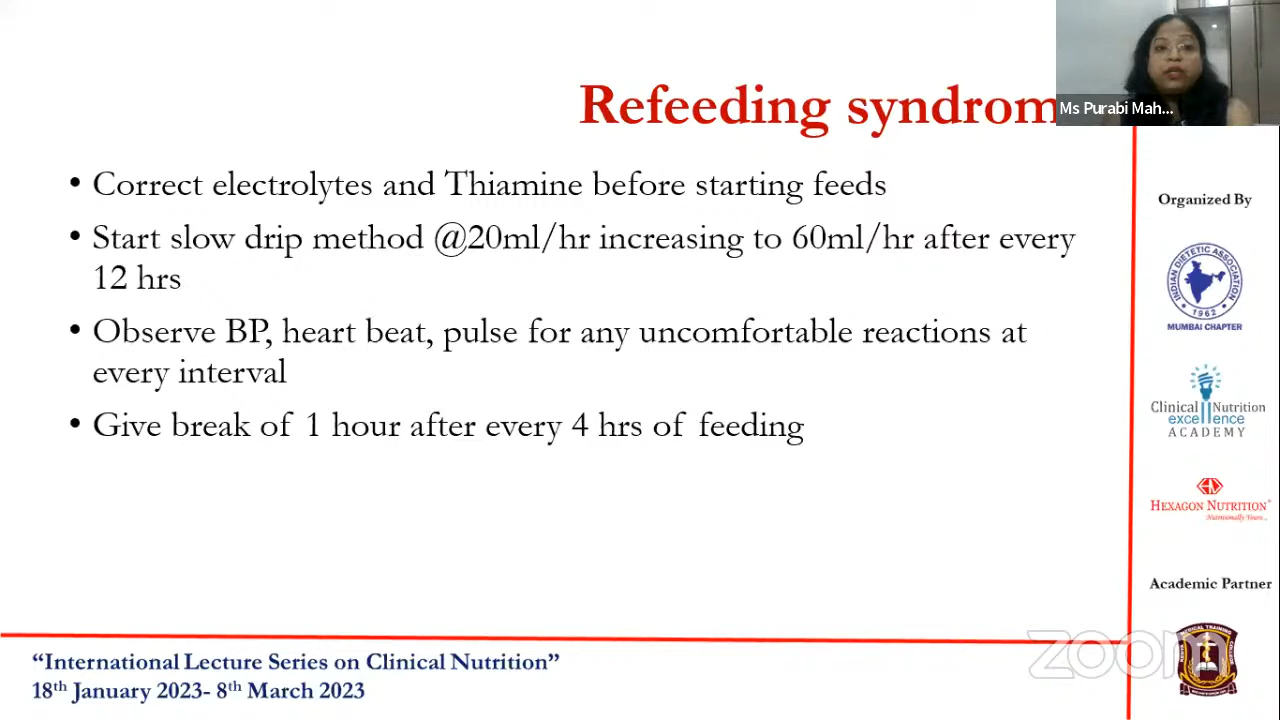 Refeeding syndrom
Ms Purabi Mah...
• Correct electrolytes and Thiamine before starting feeds
• Start slow drip method @20ml/hr increasing to 60ml/hr after every
12 hrs
• Observe BP, heart beat, pulse for any uncomfortable reactions at
every interval
• Give break of 1 hour after every 4 hrs of feeding
Organized By
INDIAN DIETETIC ASSOCIATION
1962
MUMBAI CHAPTER
Clinical Nutrition
excellence
ACADEMY
HEXAGON NUTRITION
Nutritionally Yours...
Academic Partner
“International Lecture Series on Clinical Nutrition”
18th January 2023- 8th March 2023
zoom